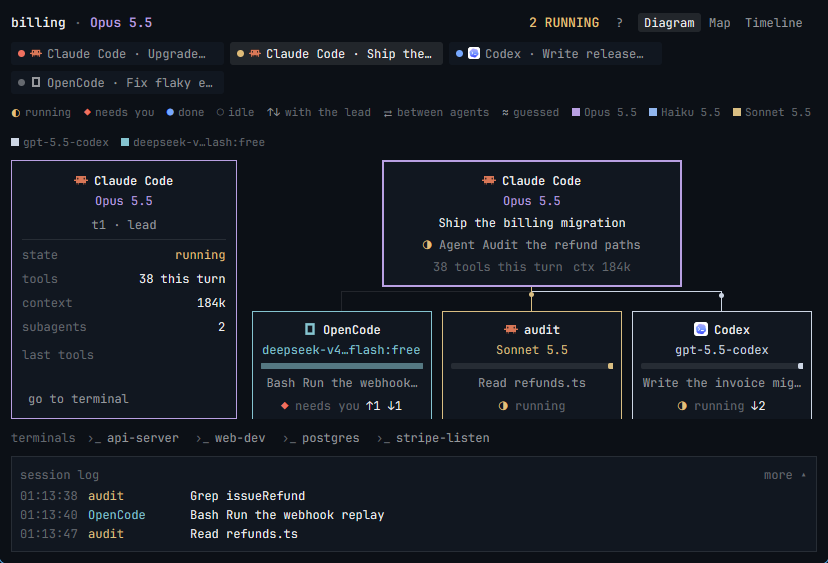 billing · Opus 5.5
2 RUNNING ? Diagram Map Timeline
Claude Code · Upgrade…
Claude Code · Ship the…
Codex · Write release…
OpenCode · Fix flaky e…
running needs you done idle ↑↓ with the lead ⇄ between agents ≈ guessed Opus 5.5 Haiku 5.5 Sonnet 5.5
gpt-5.5-codex deepseek-v…lash:free
Claude Code
Opus 5.5
t1 · lead
state running
tools 38 this turn
context 184k
subagents 2
last tools
go to terminal
Claude Code
Opus 5.5
Ship the billing migration
Agent Audit the refund paths
38 tools this turn ctx 184k
OpenCode
deepseek-v4…flash:free
Bash Run the webhook…
needs you ↑1 ↓1
audit
Sonnet 5.5
Read refunds.ts
running
Codex
gpt-5.5-codex
Write the invoice mig…
running ↓2
terminals ›_ api-server ›_ web-dev ›_ postgres ›_ stripe-listen
session log more ▴
01:13:38 audit Grep issueRefund
01:13:40 OpenCode Bash Run the webhook replay
01:13:47 audit Read refunds.ts